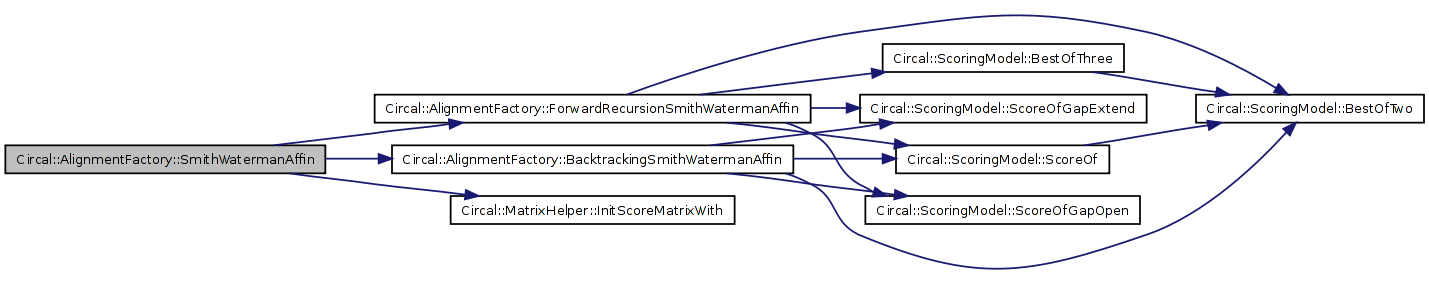 Circal::AlignmentFactory::SmithWatermanAffin
Circal::AlignmentFactory::ForwardRecursionSmithWatermanAffin
Circal::AlignmentFactory::BacktrackingSmithWatermanAffin
Circal::MatrixHelper::InitScoreMatrixWith
Circal::ScoringModel::BestOfThree
Circal::ScoringModel::ScoreOfGapExtend
Circal::ScoringModel::ScoreOf
Circal::ScoringModel::ScoreOfGapOpen
Circal::ScoringModel::BestOfTwo